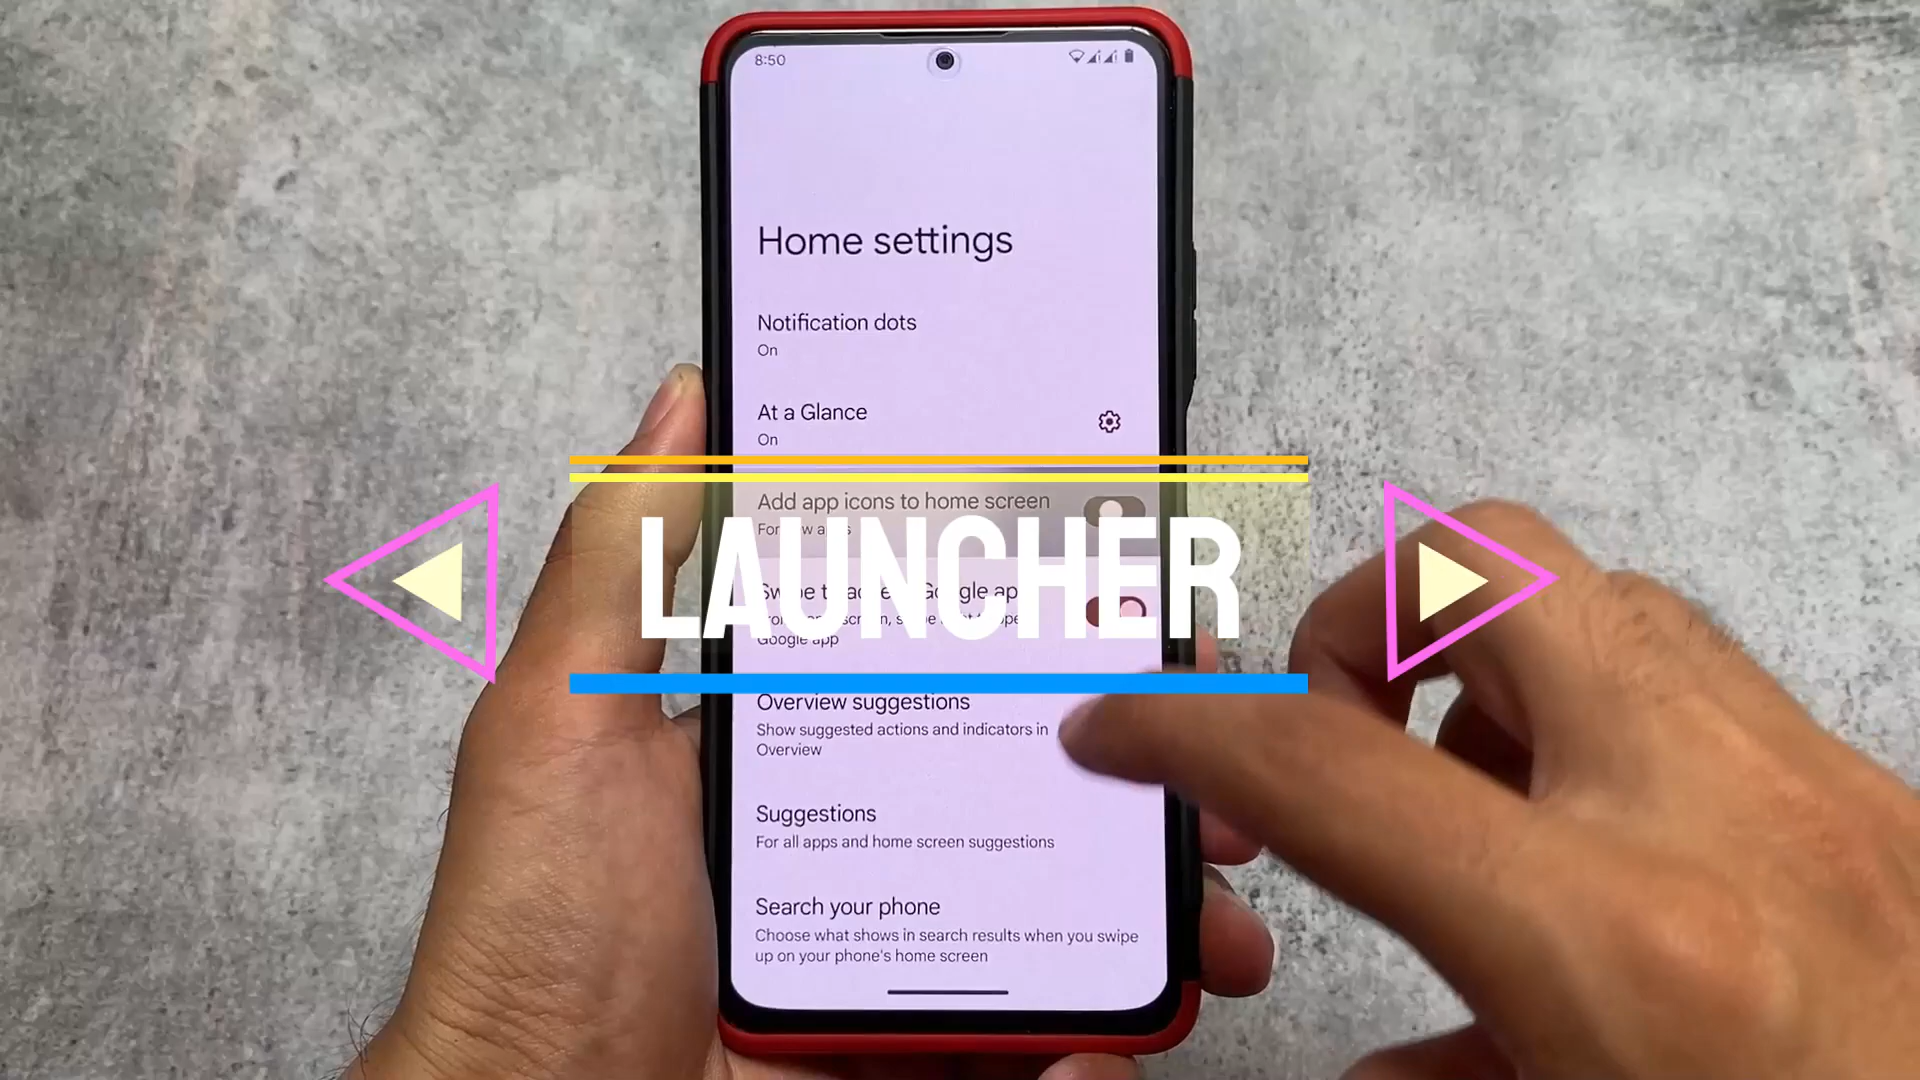 8:50
Home settings
Notification dots
On
At a Glance
On
Add app icons to home screen
LAUNCHER
Google app
Overview suggestions
Show suggested actions and indicators in
Overview
Suggestions
For all apps and home screen suggestions
Search your phone
Choose what shows in search results when you swipe
up on your phone's home screen